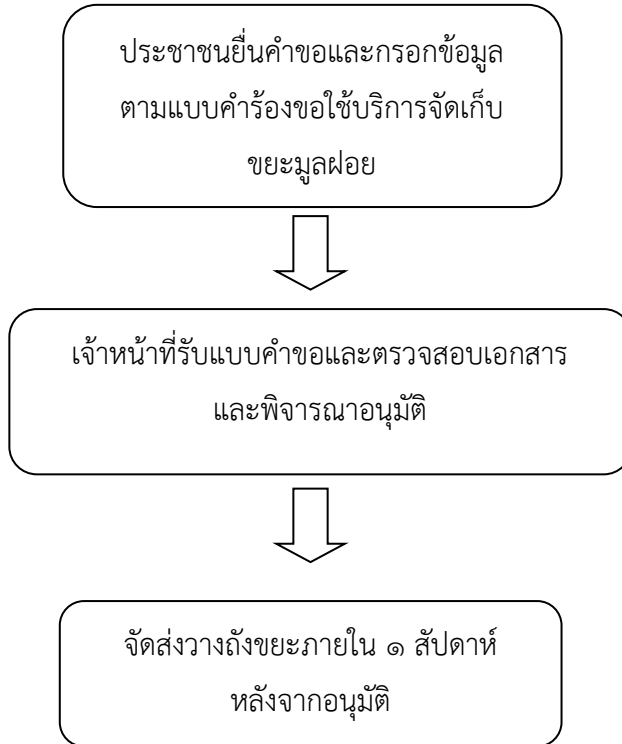 ประชาชนยื่นคำขอและกรอกข้อมูล
ตามแบบคำร้องขอใช้บริการจัดเก็บ
ขยะมูลฝอย
เจ้าหน้าที่รับแบบคำขอและตรวจสอบเอกสาร
และพิจารณาอนุมัติ
จัดส่งวางถังขยะภายใน ๑ สัปดาห์
หลังจากอนุมัติ